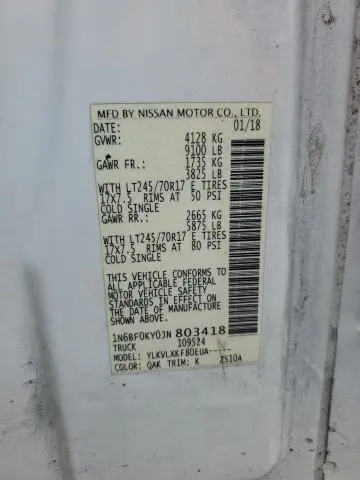 MFD BY NISSAN MOTOR CO., LTD.
DATE: 01/18
GVWR: 4128 KG
9100 LB
GAWR FR.: 1735 KG
3825 LB
WITH LT245/70R17 E TIRES
17X7.5 RIMS AT 50 PSI
COLD SINGLE
GAWR RR.: 2665 KG
5875 LB
WITH LT245/70R17 E TIRES
17X7.5 RIMS AT 80 PSI
COLD SINGLE
THIS VEHICLE CONFORMS TO
ALL APPLICABLE FEDERAL
MOTOR VEHICLE SAFETY
STANDARDS IN EFFECT ON
THE DATE OF MANUFACTURE
SHOWN ABOVE.
1N6BF0KY0JN803418
TRUCK 109524
MODEL: YLKVLXKF80EUA-----
COLOR: QAK TRIM: K ZS10A